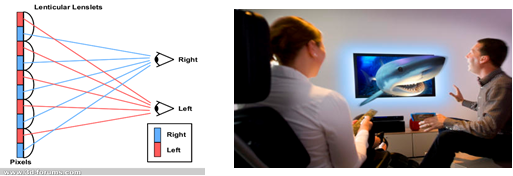 Lenticular Lenslets
Right
Left
Right
Left
Pixels
www.3d-forums.com